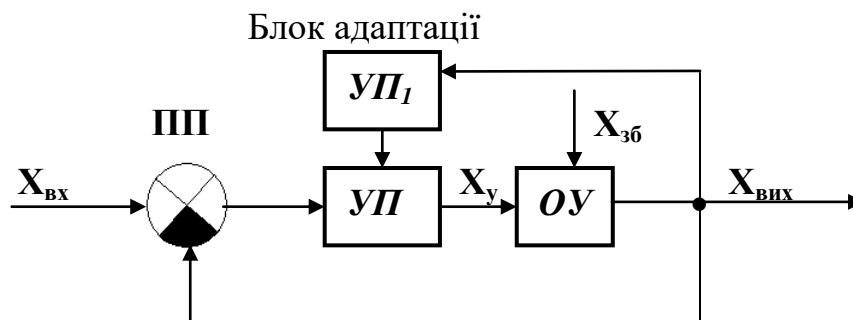 Блок адаптації
УП₁
ПП
Xзб
Xвх
УП
Xу
ОУ
Xвих